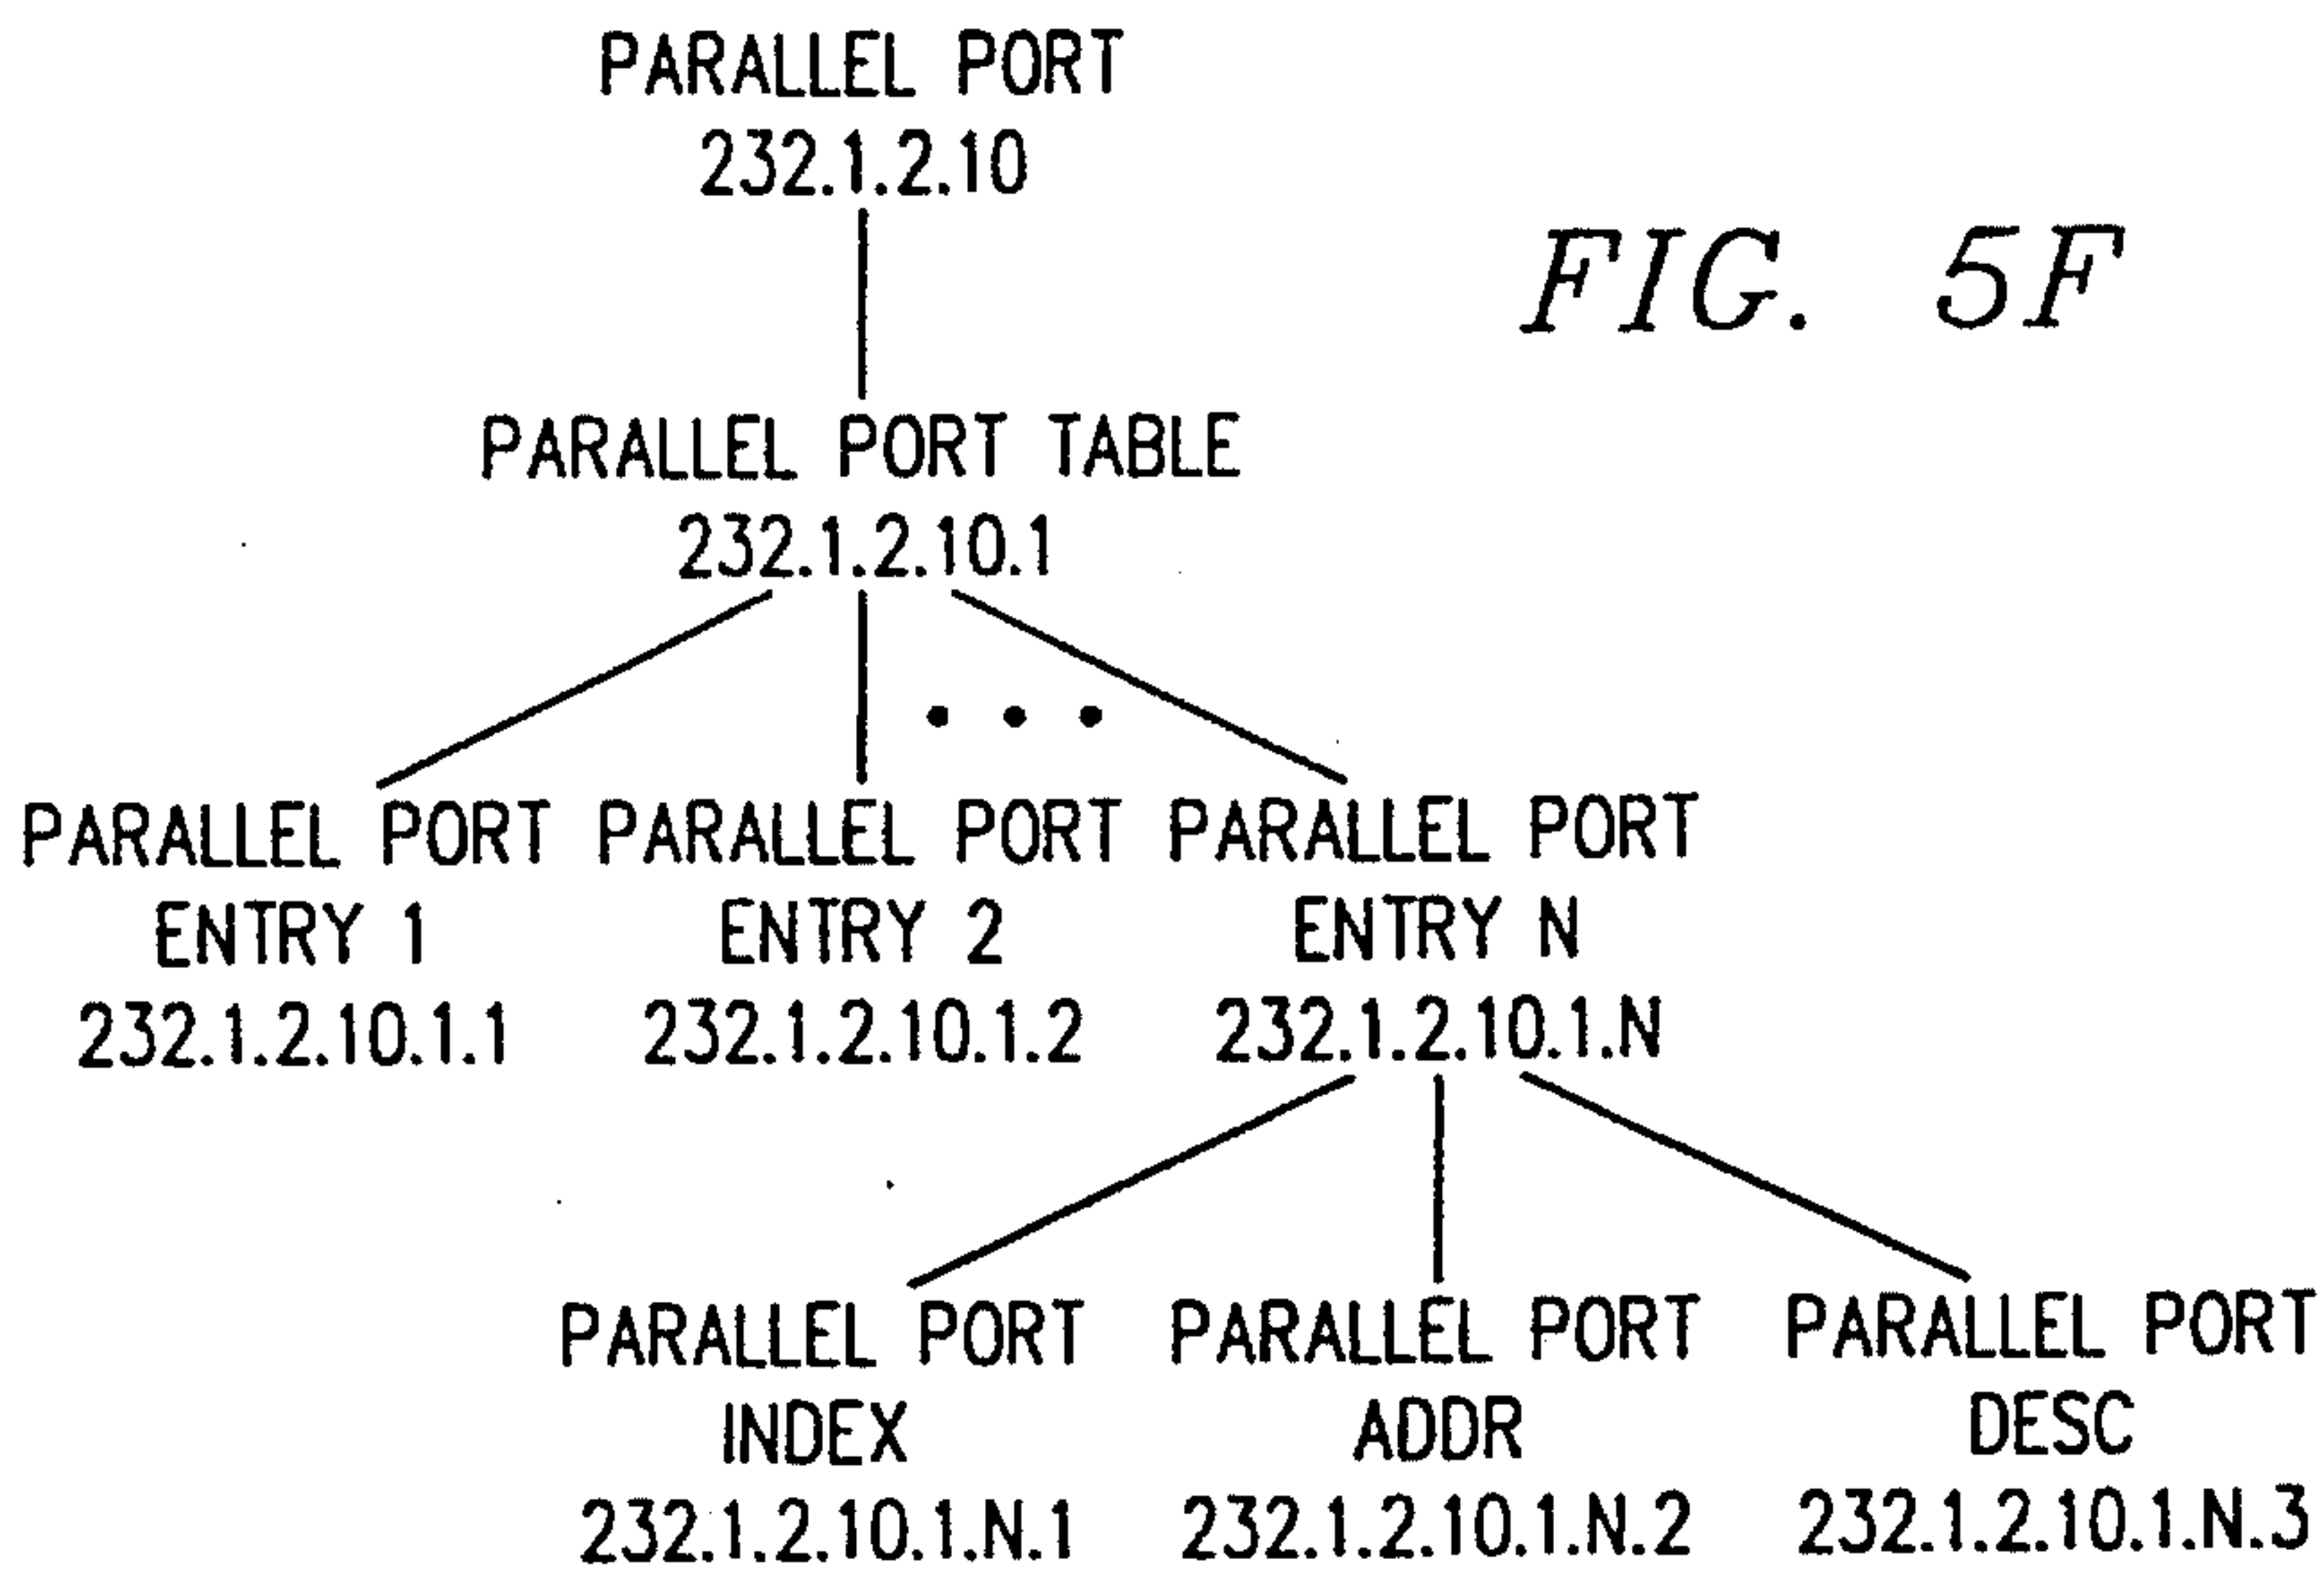 PARALLEL PORT
232.1.2.10
FIG. 5F
PARALLEL PORT TABLE
232.1.2.10.1
PARALLEL PORT
ENTRY 1
232.1.2.10.1.1
PARALLEL PORT
ENTRY 2
232.1.2.10.1.2
PARALLEL PORT
ENTRY N
232.1.2.10.1.N
PARALLEL PORT
INDEX
232.1.2.10.1.N.1
PARALLEL PORT
ADDR
232.1.2.10.1.N.2
PARALLEL PORT
DESC
232.1.2.10.1.N.3